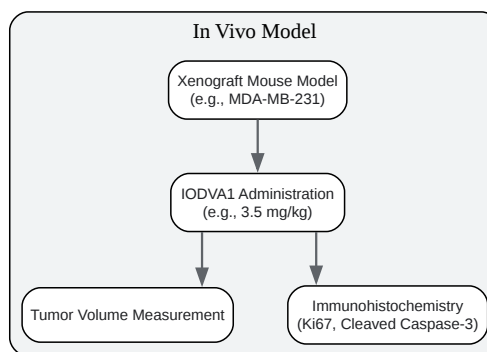 In Vivo Model
Xenograft Mouse Model
(e.g., MDA-MB-231)
IODVA1 Administration
(e.g., 3.5 mg/kg)
Tumor Volume Measurement
Immunohistochemistry
(Ki67, Cleaved Caspase-3)